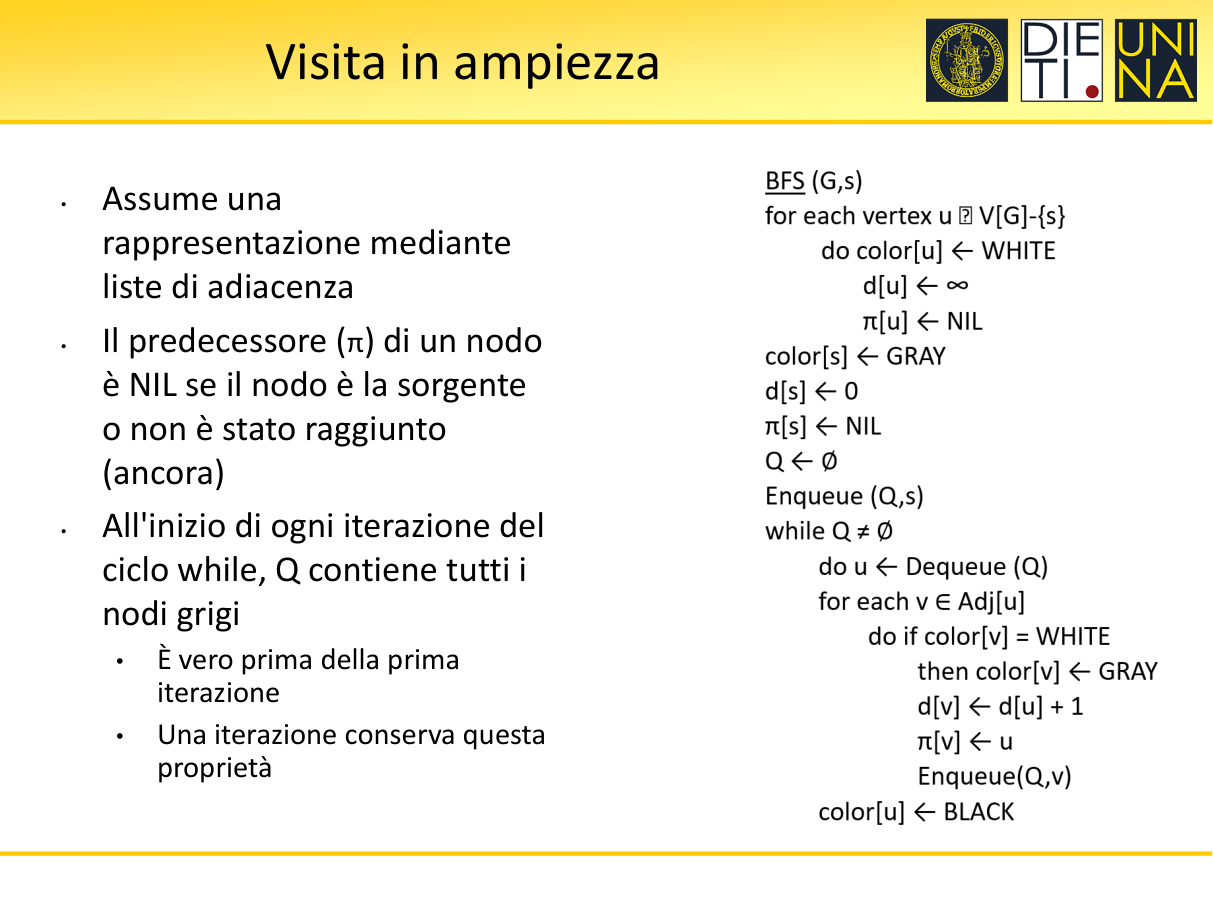 Visita in ampiezza
DIE
TI.
UNI
NA
• Assume una
rappresentazione mediante
liste di adiacenza
• Il predecessore (π) di un nodo
è NIL se il nodo è la sorgente
o non è stato raggiunto
(ancora)
• All'inizio di ogni iterazione del
ciclo while, Q contiene tutti i
nodi grigi
• È vero prima della prima
iterazione
• Una iterazione conserva questa
proprietà
BFS (G,s)
for each vertex u ⍰ V[G]-{s}
do color[u] ← WHITE
d[u] ← ∞
π[u] ← NIL
color[s] ← GRAY
d[s] ← 0
π[s] ← NIL
Q ← ∅
Enqueue (Q,s)
while Q ≠ ∅
do u ← Dequeue (Q)
for each v ∈ Adj[u]
do if color[v] = WHITE
then color[v] ← GRAY
d[v] ← d[u] + 1
π[v] ← u
Enqueue(Q,v)
color[u] ← BLACK